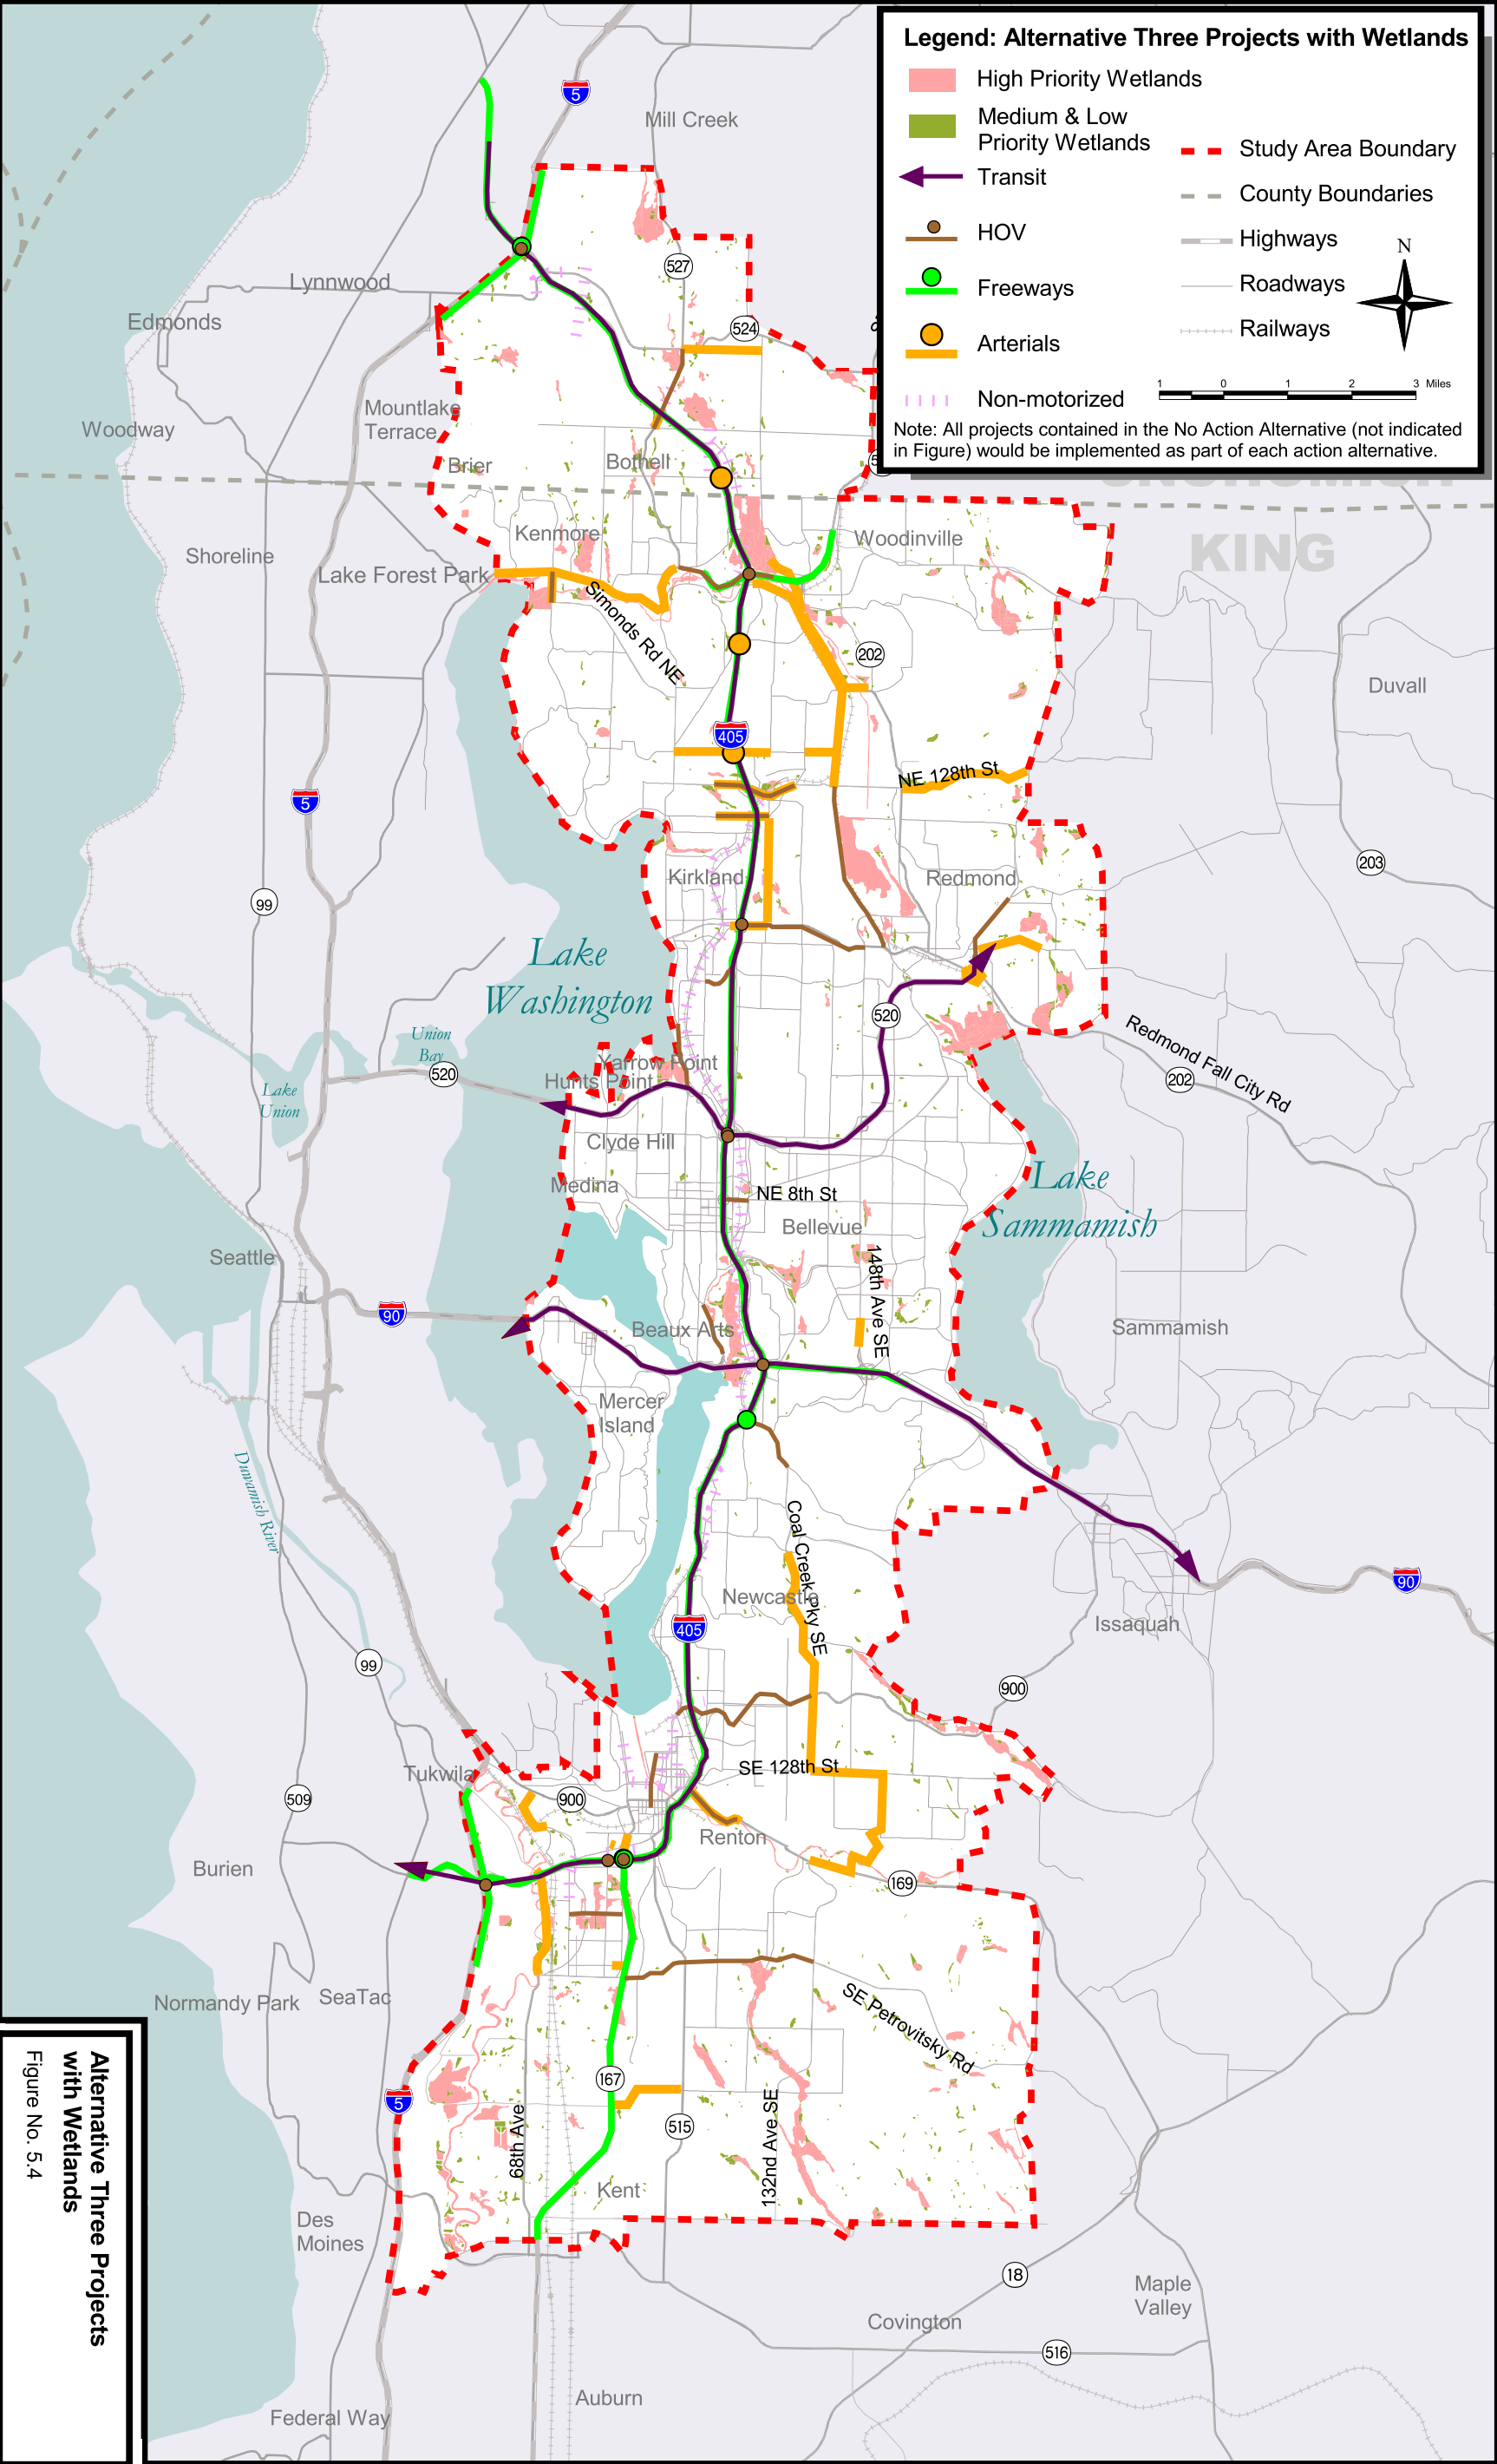 Legend: Alternative Three Projects with Wetlands
High Priority Wetlands
Medium & Low
Priority Wetlands
Transit
HOV
Freeways
Arterials
Non-motorized
Study Area Boundary
County Boundaries
Highways
Roadways
Railways
N
1 0 1 2 3 Miles
Note: All projects contained in the No Action Alternative (not indicated
in Figure) would be implemented as part of each action alternative.
5
Mill Creek
527
Lynnwood
Edmonds
524
Mountlake
Terrace
Woodway
Brier
Bothell
SNOHOMISH
KING
Kenmore
Woodinville
Shoreline
Lake Forest Park
Simonds Rd NE
202
Duvall
405
NE 128th St
5
203
Kirkland
Redmond
99
Lake
Washington
520
Redmond Fall City Rd
202
Union
Bay
520
Lake
Union
Yarrow Point
Hunts Point
Clyde Hill
Medina
NE 8th St
Bellevue
Lake
Sammamish
148th Ave SE
Seattle
90
Beaux Arts
Sammamish
Mercer
Island
Duwamish River
Coal Creek Pky SE
Newcastle
90
Issaquah
405
99
900
Tukwila
SE 128th St
509
900
Renton
Burien
169
Normandy Park
SeaTac
SE Petrovitsky Rd
167
5
515
68th Ave
132nd Ave SE
Kent
Des
Moines
18
Maple
Valley
Covington
516
Auburn
Federal Way
Alternative Three Projects
with Wetlands
Figure No. 5.4